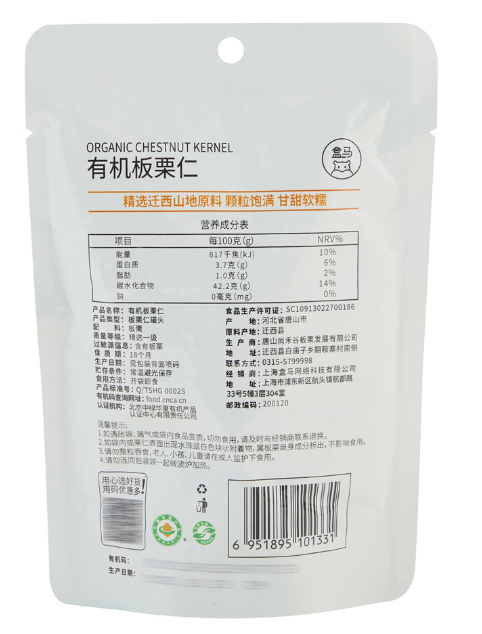 盒马
ORGANIC CHESTNUT KERNEL
有机板栗仁
精选迁西山地原料 颗粒饱满 甘甜软糯
营养成分表
项目 每100克(g) NRV%
能量 817千焦(kJ) 10%
蛋白质 3.7克(g) 6%
脂肪 1.0克(g) 2%
碳水化合物 42.2克(g) 14%
钠 0毫克(mg) 0%
产品名称：有机板栗仁
产品类型：板栗仁罐头
配 料：板栗
质量等级：精选一级
过敏源信息：含有板栗
保 质 期：18个月
生产日期：见包装背面喷码
贮存条件：常温避光保存
食用方法：开袋即食
产品标准号：Q/TSHG 0002S
有机码查询网址：food.cnca.cn
认证机构：北京中绿华夏有机产品
认证中心有限责任公司
食品生产许可证：SC10913022700186
产 地：河北省唐山市
原料产地：迁西县
生 产 商：唐山尚禾谷板栗发展有限公司
地 址：迁西县白庙子乡翻鞍寨村南侧
联系方式：0315-5799998
经 销 商：上海盒马网络科技有限公司
地 址：上海市浦东新区航头镇航都路
33号5幢3层304室
邮政编码：200120
温馨提示：
1.如遇胀袋、漏气或袋内食品变质，切勿食用，请及时与经销商联系退换。
2.如袋内或栗仁表面出现水珠或白色块状附着物，属板栗自身成分析出，不影响食用。
3.请勿整粒吞食，老人、小孩、儿童请在成人监护下食用。
4.请勿连同包装袋一起微波炉加热。
用心选好货
用码优惠多！
6 951895 101331
有机码：
生产日期：